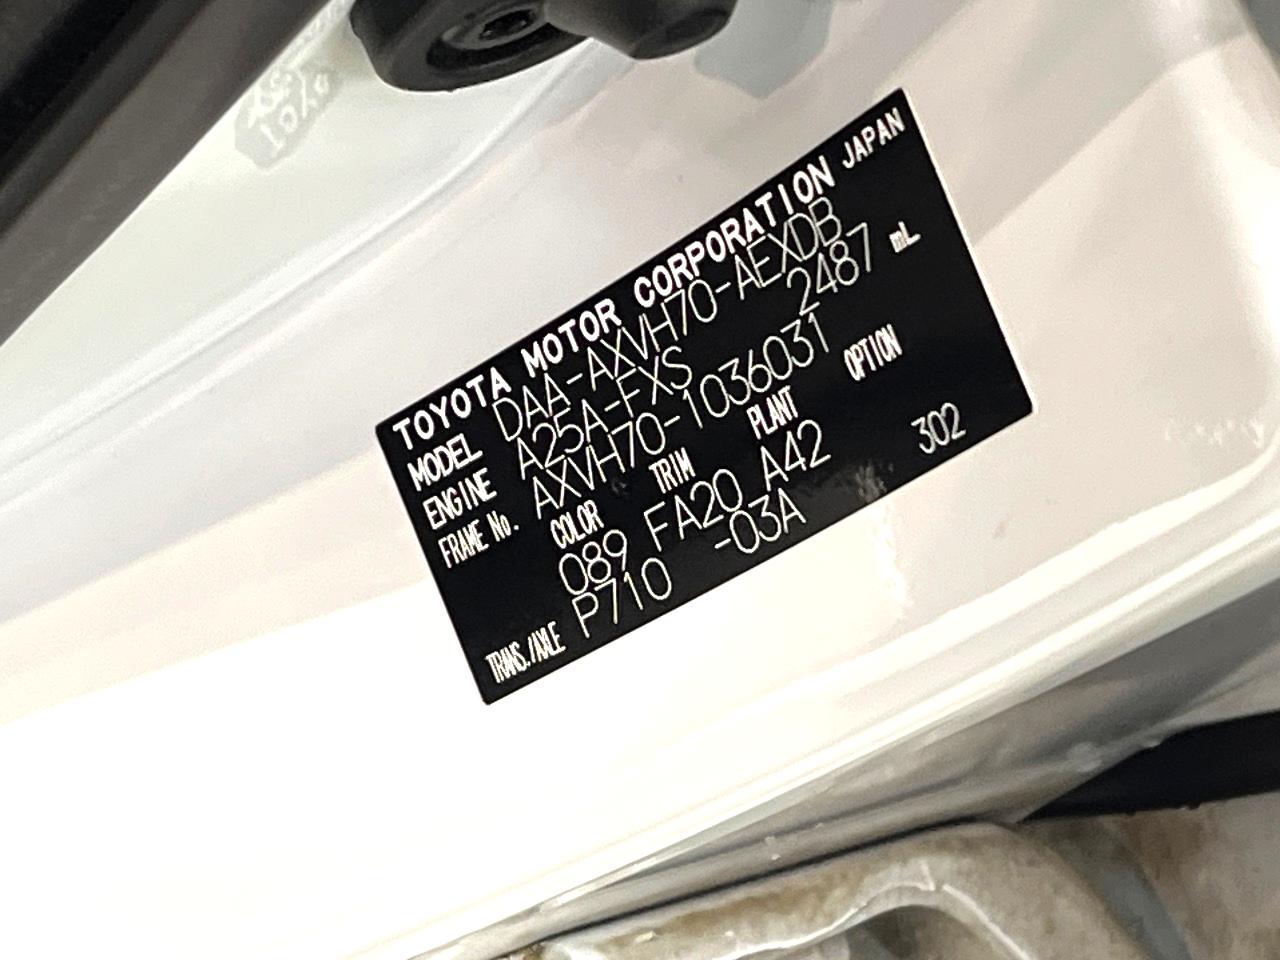 TOYOTA MOTOR CORPORATION JAPAN
MODEL DAA-AXVH70-AEXDB
ENGINE A25A-FXS 2487 mL
FRAME No. AXVH70-1036031
COLOR TRIM PLANT OPTION
089 FA20 A42 302
TRANS./AXLE P710 -03A